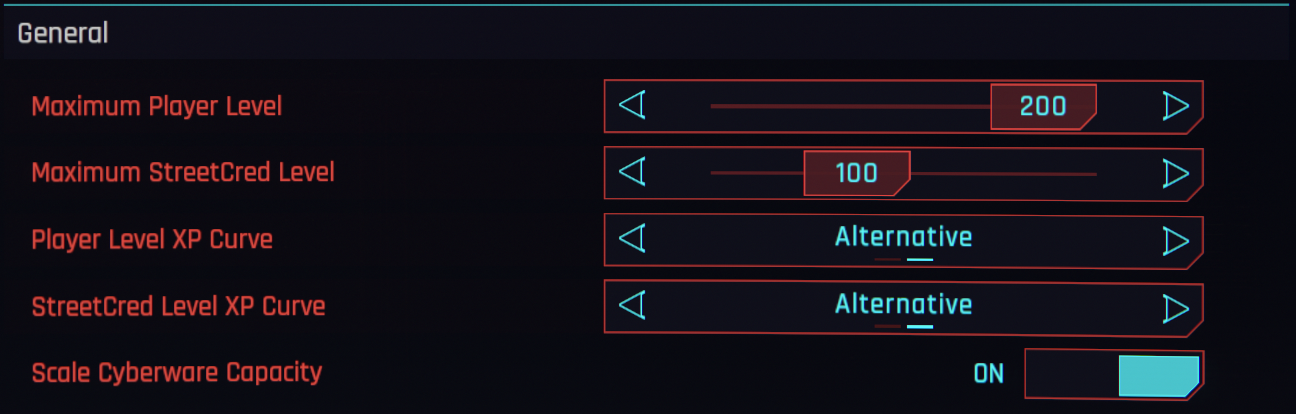 General
Maximum Player Level 200
Maximum StreetCred Level 100
Player Level XP Curve Alternative
StreetCred Level XP Curve Alternative
Scale Cyberware Capacity ON